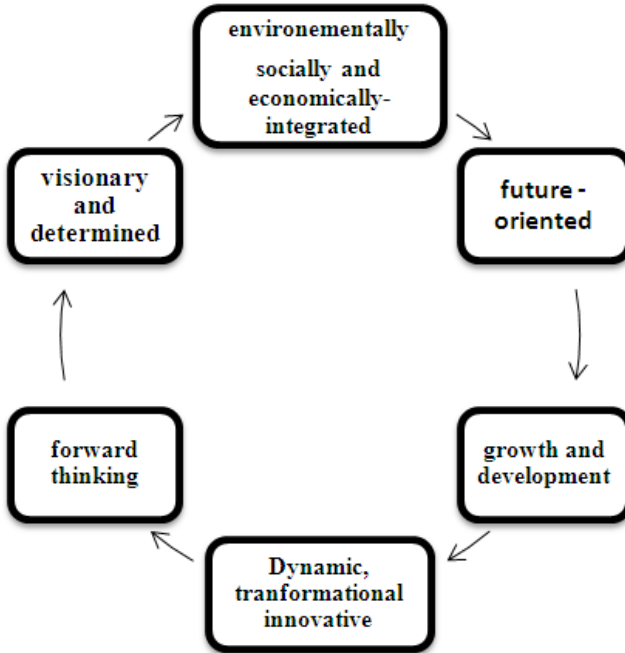 environementally
socially and
economically-
integrated
future -
oriented
growth and
development
Dynamic,
tranformational
innovative
forward
thinking
visionary
and
determined